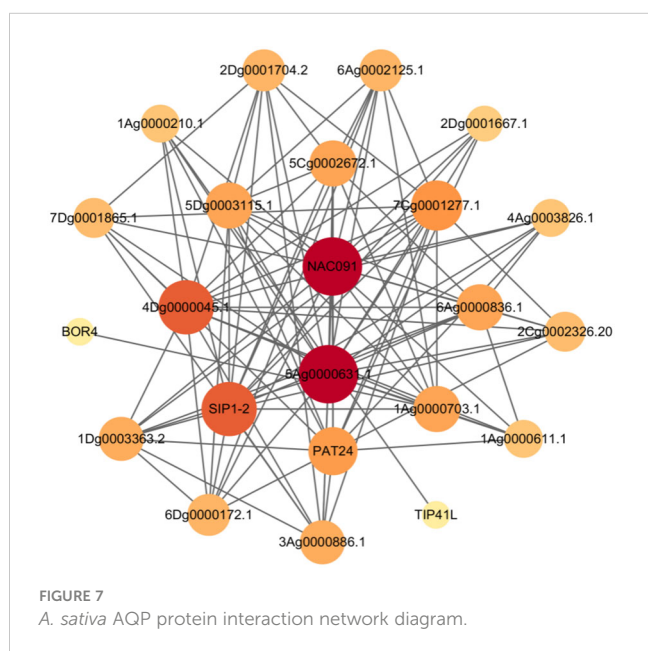 2Dg0001704.2
6Ag0002125.1
1Ag0000210.1
2Dg0001667.1
5Cg0002672.1
5Dg0003115.1
7Cg0001277.1
7Dg0001865.1
4Ag0003826.1
NAC091
4Dg0000045.1
6Ag0000836.1
BOR4
2Cg0002326.20
5Ag0000631.1
SIP1-2
1Ag0000703.1
1Dg0003363.2
PAT24
1Ag0000611.1
6Dg0000172.1
TIP41L
3Ag0000886.1
FIGURE 7
A. sativa AQP protein interaction network diagram.